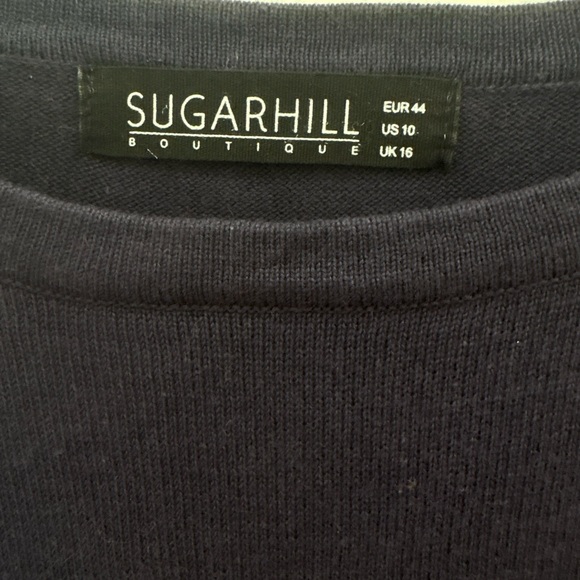 SUGARHILL
BOUTIQUE
EUR 44
US 10
UK 16